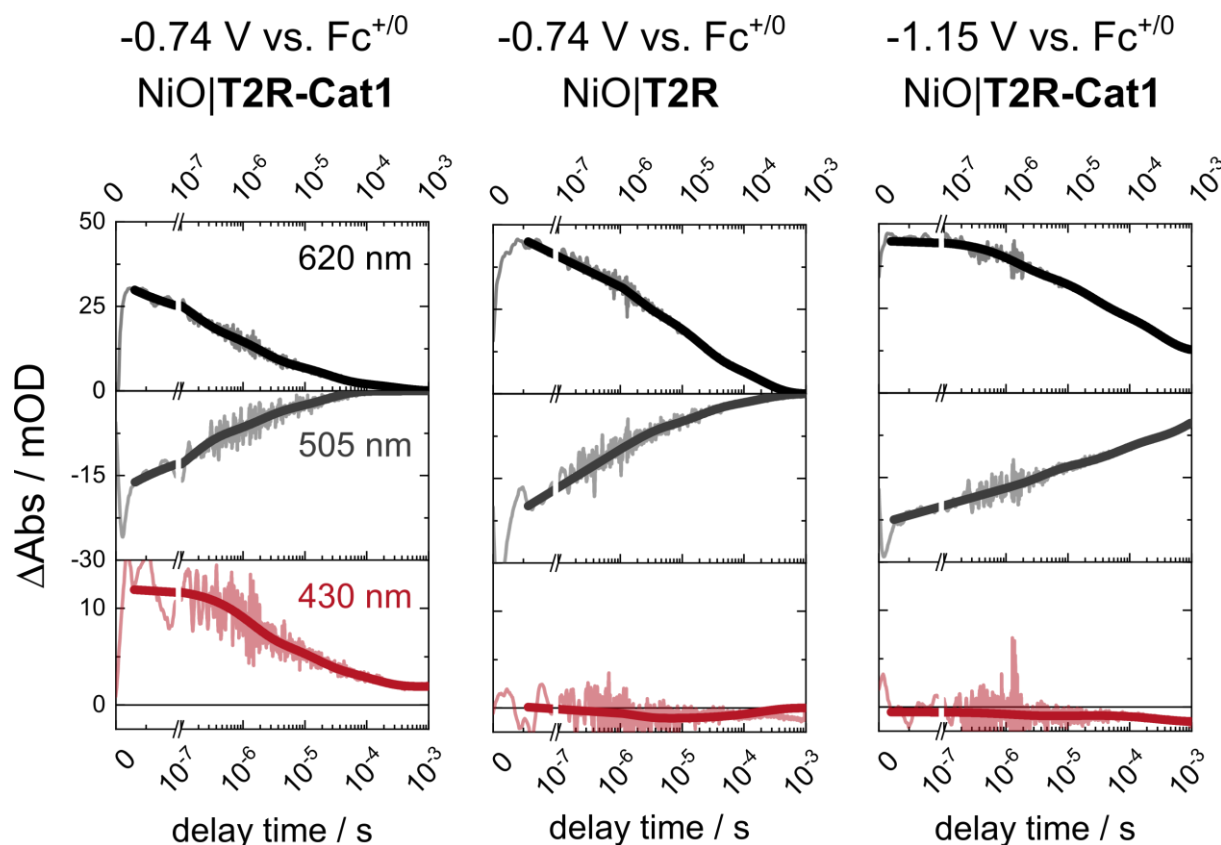 -0.74 V vs. Fc+/0
NiO|T2R-Cat1
-0.74 V vs. Fc+/0
NiO|T2R
-1.15 V vs. Fc+/0
NiO|T2R-Cat1
0 10-7 10-6 10-5 10-4 10-3
0 10-7 10-6 10-5 10-4 10-3
0 10-7 10-6 10-5 10-4 10-3
50
620 nm
25
0
505 nm
-15
-30
430 nm
10
0
ΔAbs / mOD
0 10-7 10-6 10-5 10-4 10-3
0 10-7 10-6 10-5 10-4 10-3
0 10-7 10-6 10-5 10-4 10-3
delay time / s
delay time / s
delay time / s